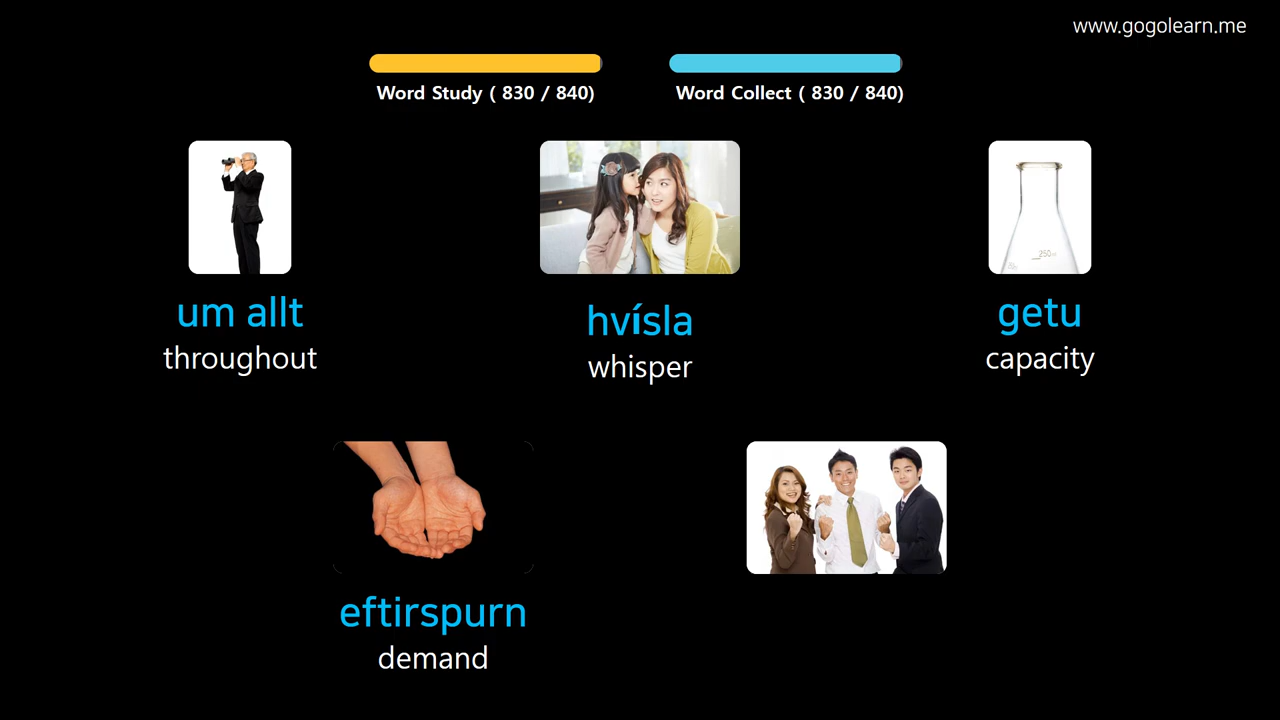 www.gogolearn.me
Word Study ( 830 / 840)
Word Collect ( 830 / 840)
um allt
throughout
hvísla
whisper
getu
capacity
250
eftirspurn
demand